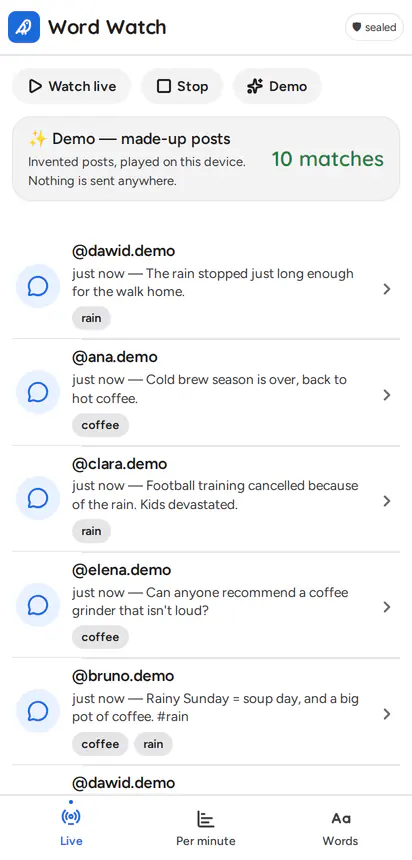 Word Watch
sealed
Watch live
Stop
Demo
✨ Demo — made-up posts
Invented posts, played on this device.
Nothing is sent anywhere.
10 matches
@dawid.demo
just now — The rain stopped just long enough
for the walk home.
rain
@ana.demo
just now — Cold brew season is over, back to
hot coffee.
coffee
@clara.demo
just now — Football training cancelled because
of the rain. Kids devastated.
rain
@elena.demo
just now — Can anyone recommend a coffee
grinder that isn't loud?
coffee
@bruno.demo
just now — Rainy Sunday = soup day, and a big
pot of coffee. #rain
coffee rain
@dawid.demo
Live
Per minute
Aa
Words